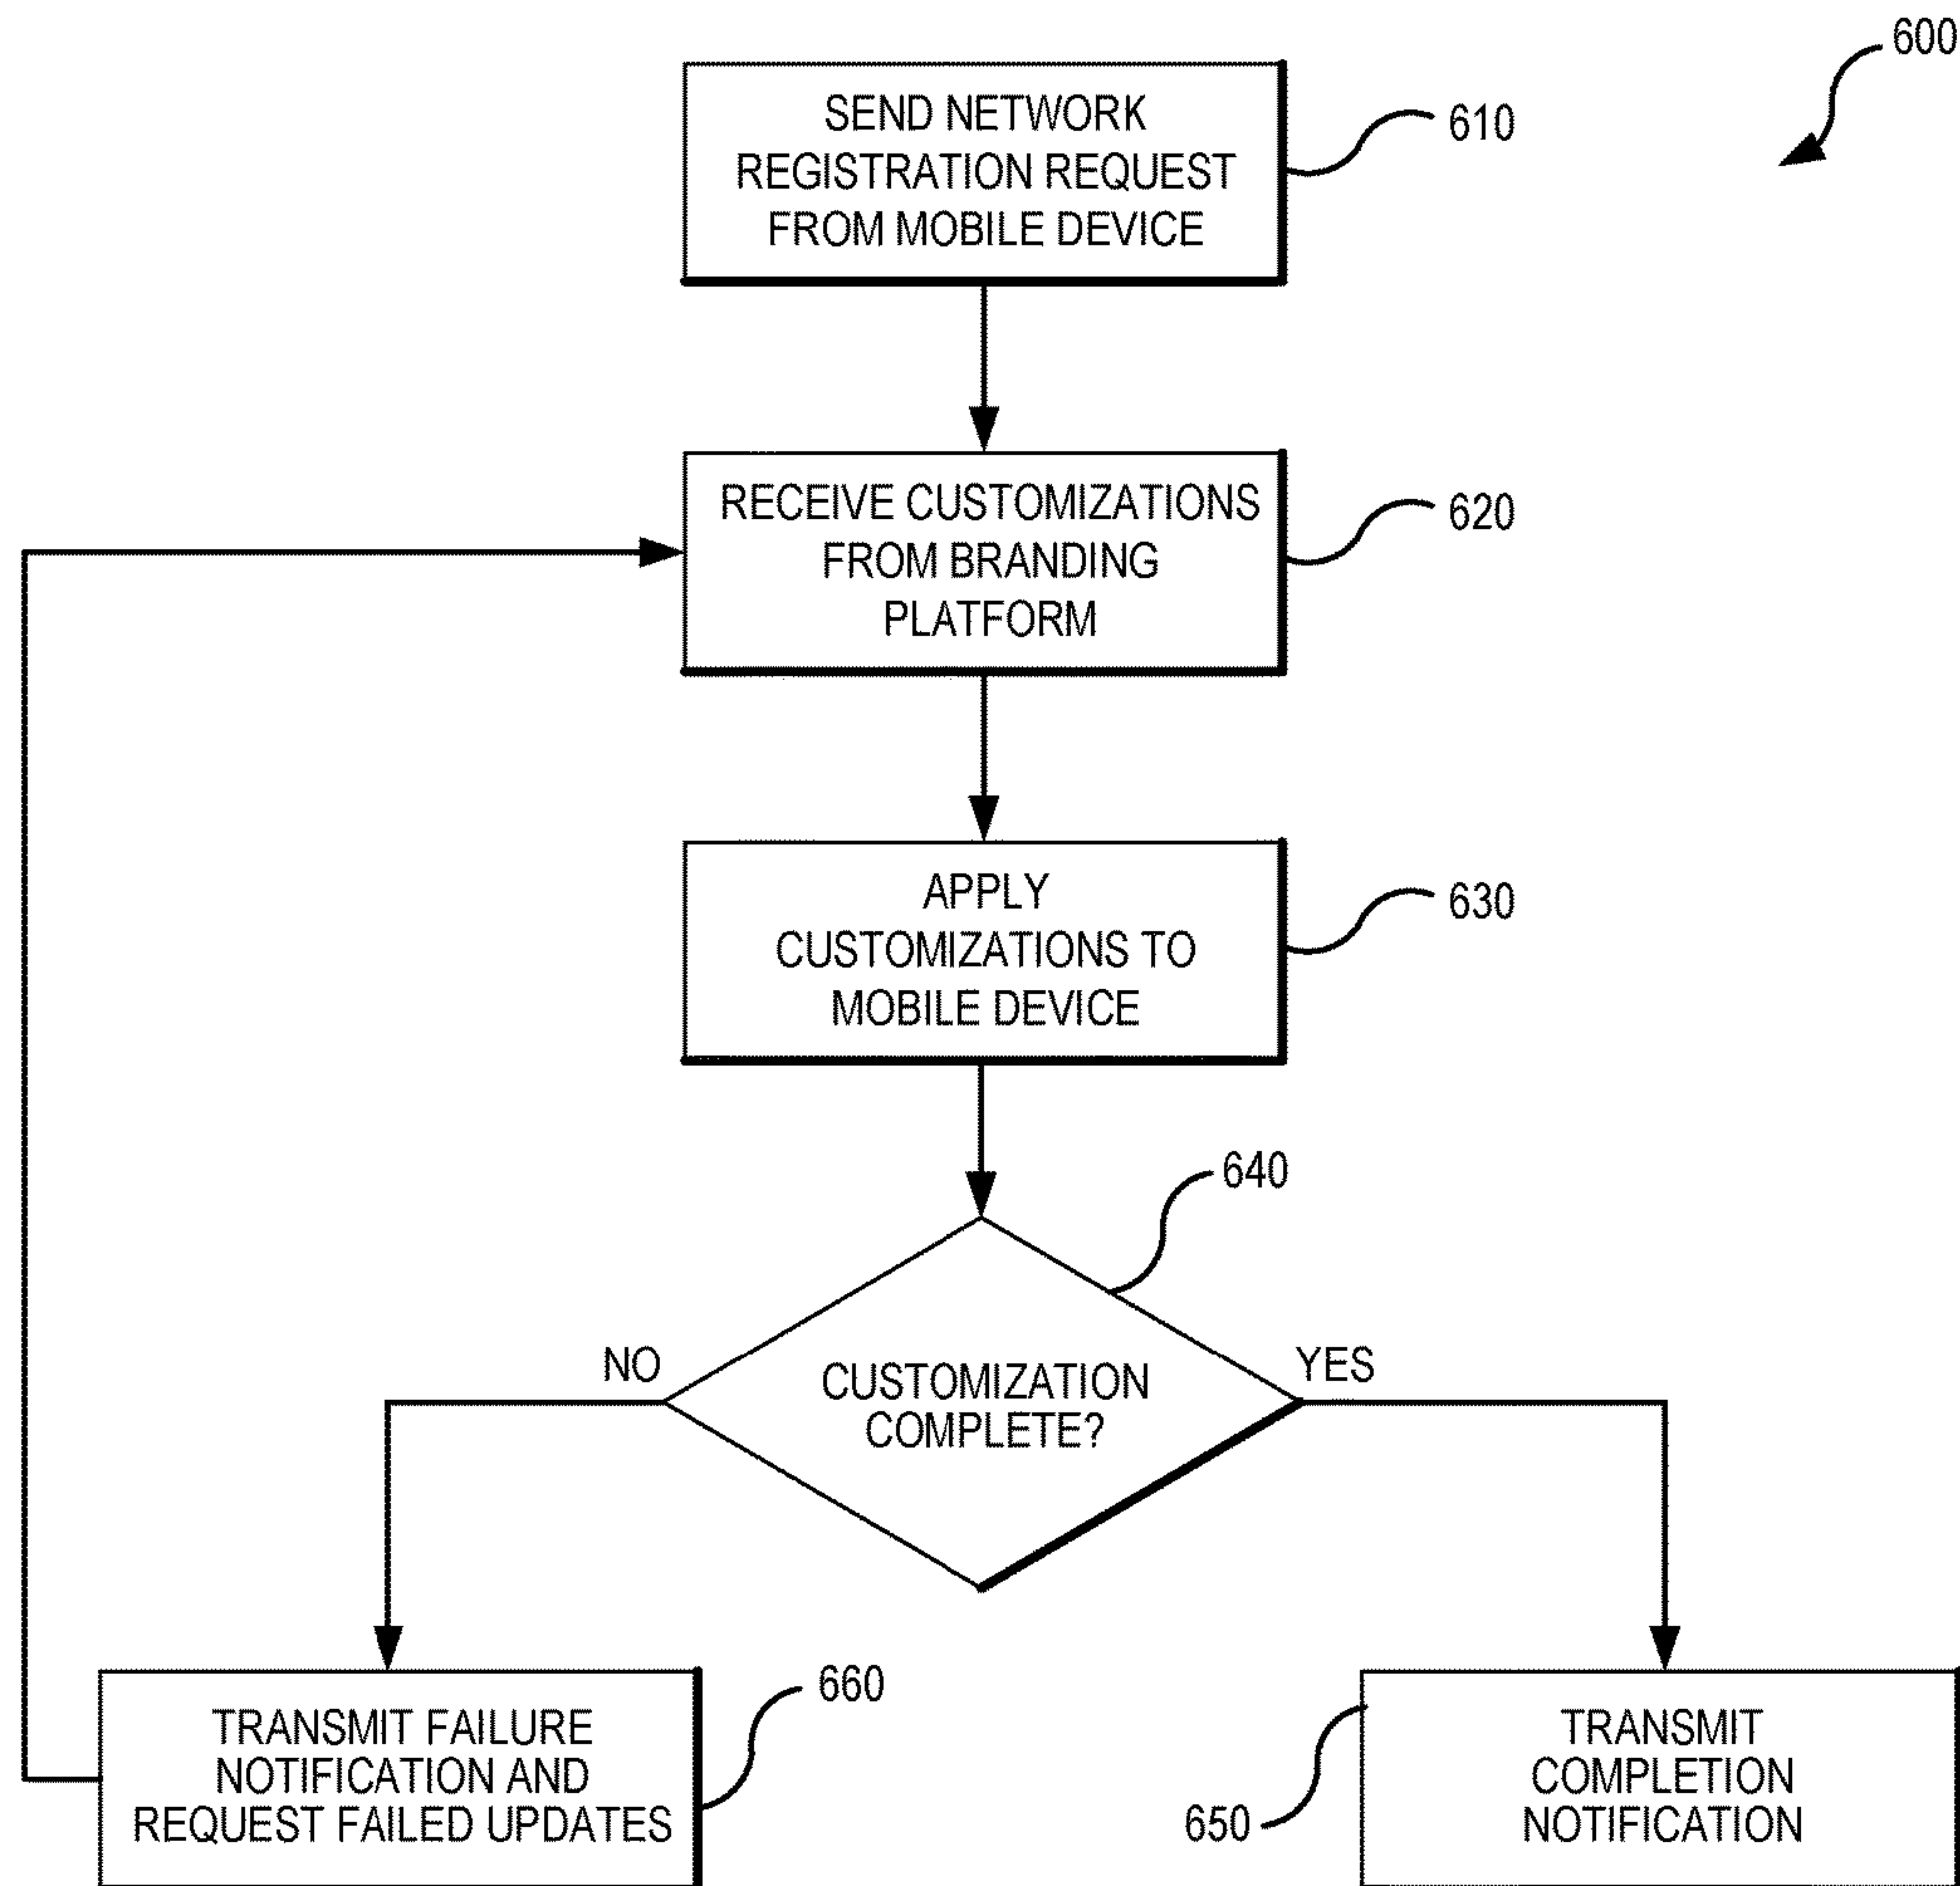 600
SEND NETWORK
REGISTRATION REQUEST
FROM MOBILE DEVICE
610
RECEIVE CUSTOMIZATIONS
FROM BRANDING
PLATFORM
620
APPLY
CUSTOMIZATIONS TO
MOBILE DEVICE
630
640
NO
CUSTOMIZATION
COMPLETE?
YES
TRANSMIT FAILURE
NOTIFICATION AND
REQUEST FAILED UPDATES
660
650
TRANSMIT
COMPLETION
NOTIFICATION